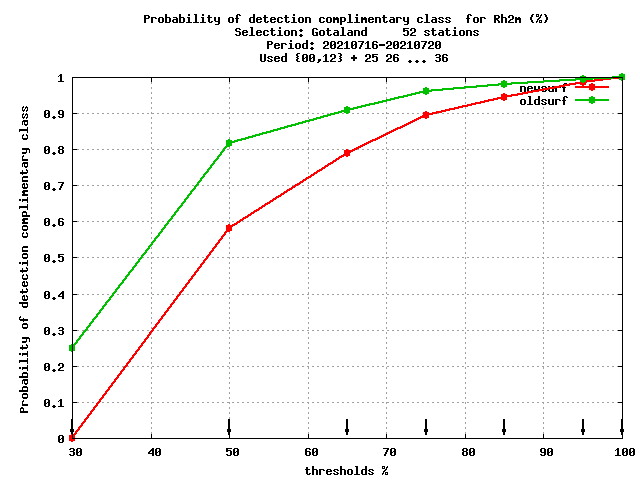 Probability of detection complimentary class  for Rh2m (%)
Selection: Gotaland     52 stations
Period: 20210716-20210720
Used {00,12} + 25 26 ... 36
newsurf
oldsurf
Probability of detection complimentary class
1
0.9
0.8
0.7
0.6
0.5
0.4
0.3
0.2
0.1
0
30 40 50 60 70 80 90 100
thresholds %